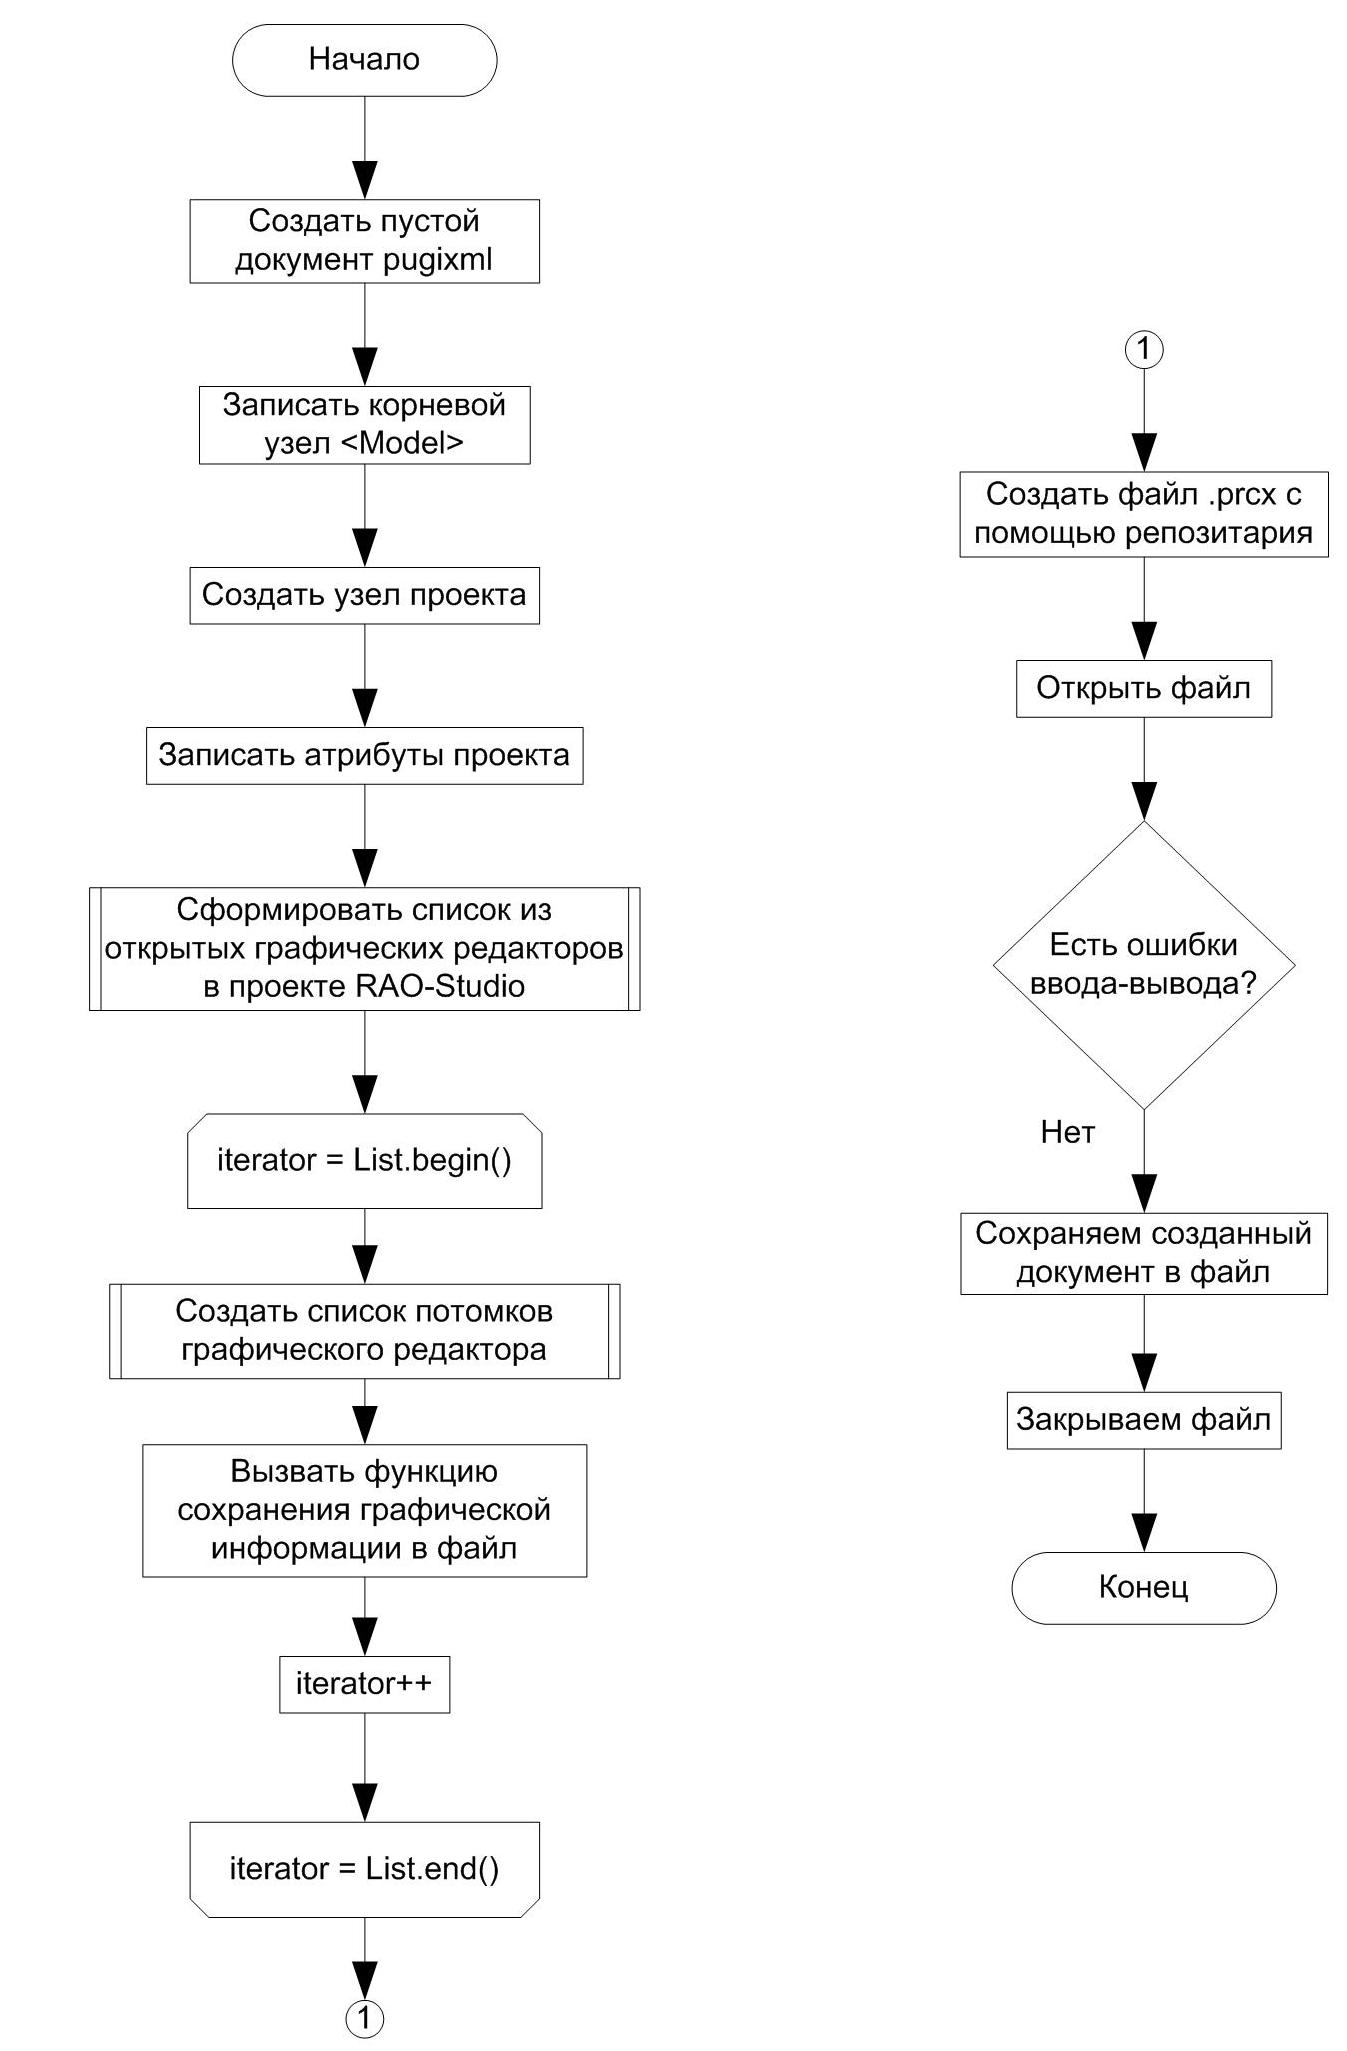 Начало
Создать пустой
документ pugixml
Записать корневой
узел <Model>
Создать узел проекта
Записать атрибуты проекта
Сформировать список из
открытых графических редакторов
в проекте RAO-Studio
iterator = List.begin()
Создать список потомков
графического редактора
Вызвать функцию
сохранения графической
информации в файл
iterator++
iterator = List.end()
1
1
Создать файл .prcx с
помощью репозитария
Открыть файл
Есть ошибки
ввода-вывода?
Нет
Сохраняем созданный
документ в файл
Закрываем файл
Конец